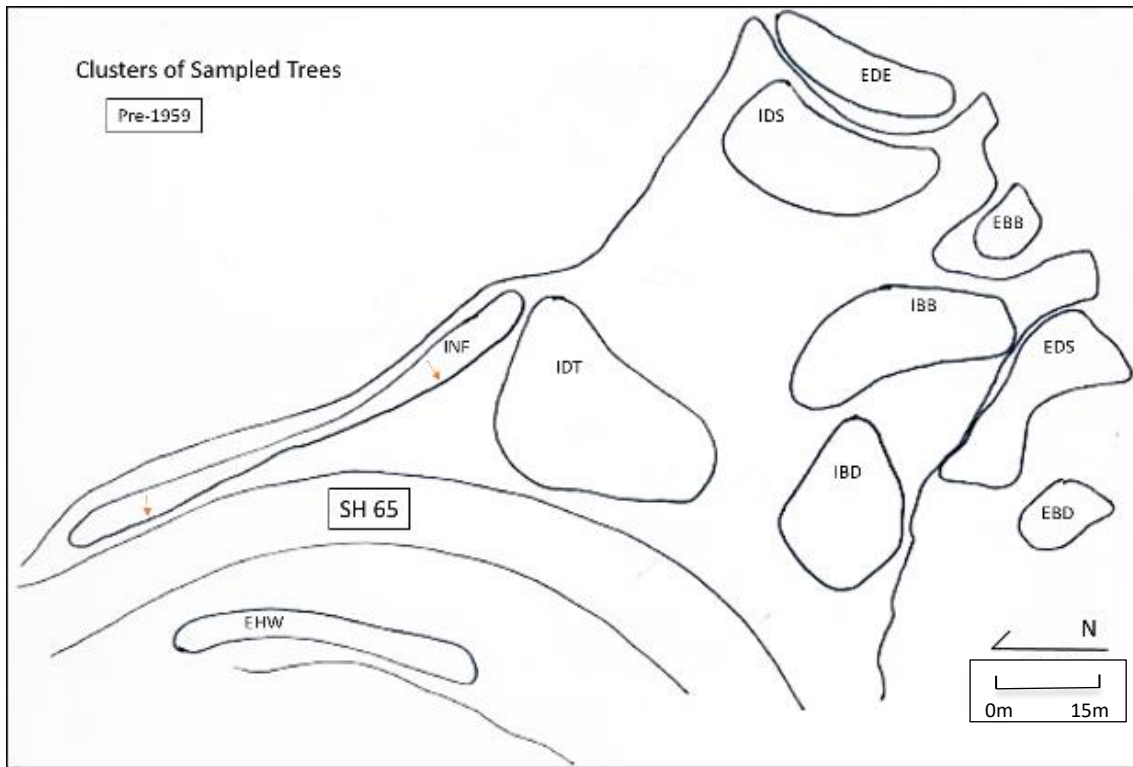 Clusters of Sampled Trees
Pre-1959
EDE
IDS
EBB
IBB
EDS
INF
IDT
IBD
EBD
SH 65
EHW
N
0m 15m